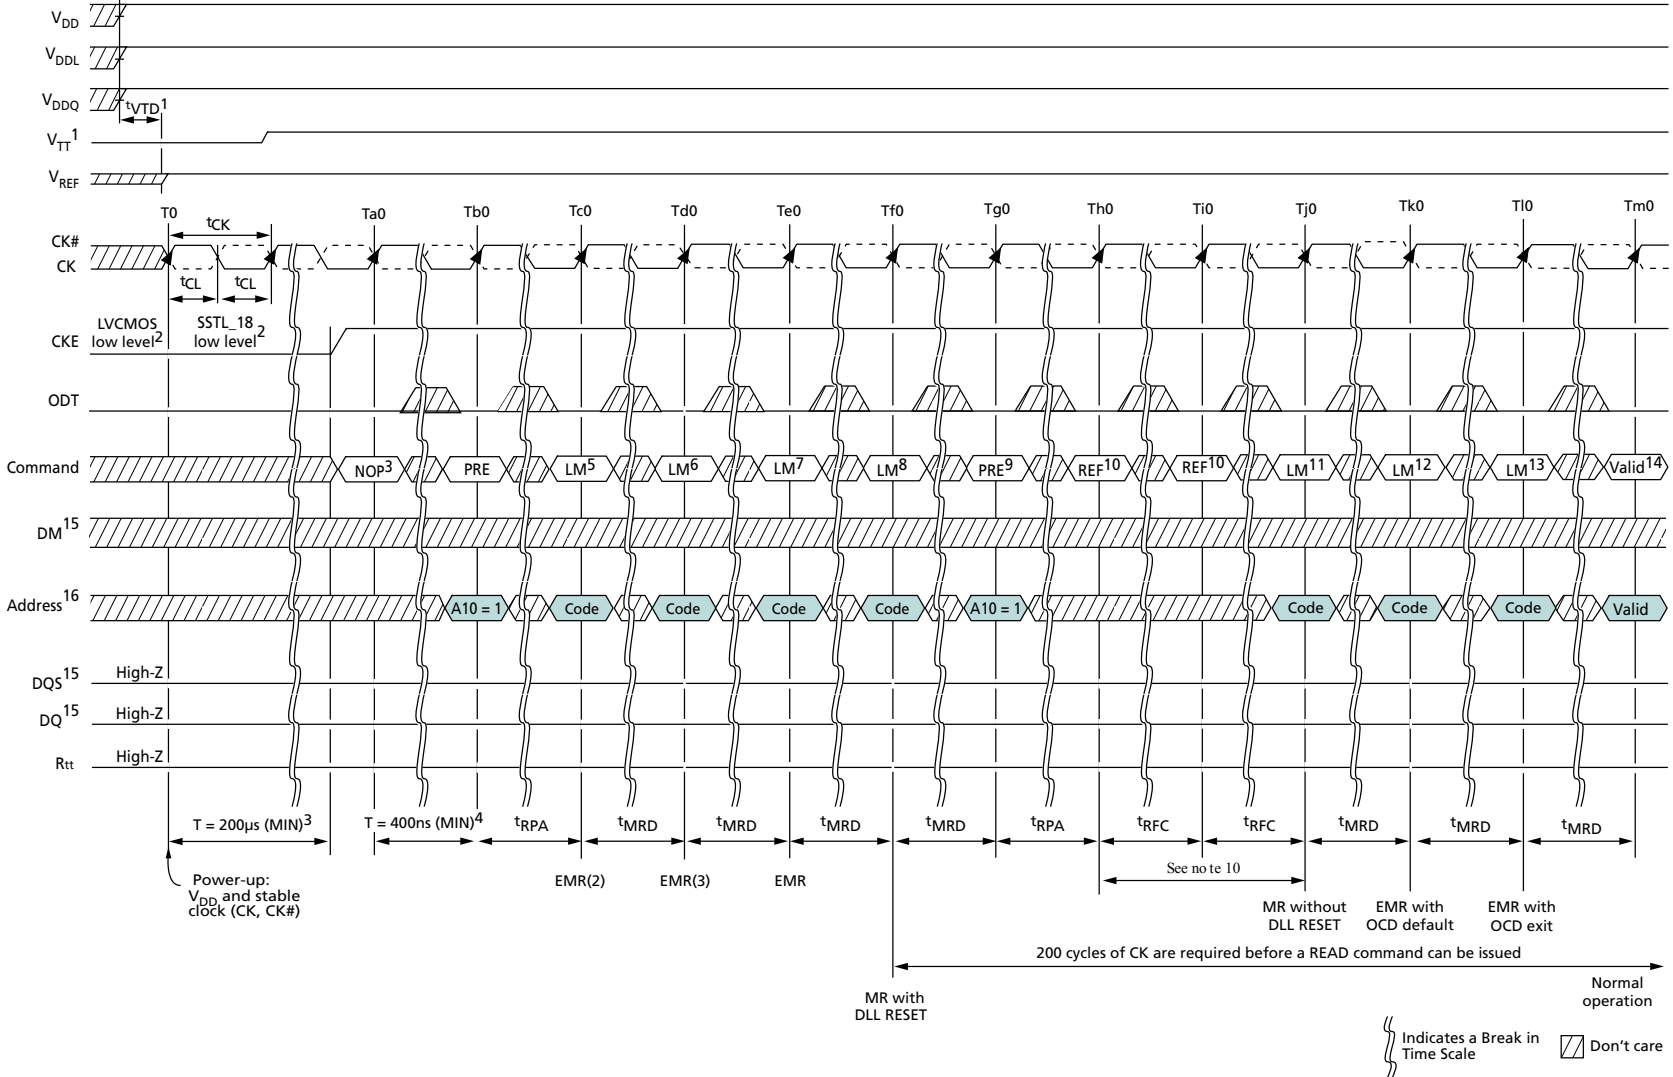 VDD
VDDL
VDDQ
tVTD1
VTT1
VREF
T0 Ta0 Tb0 Tc0 Td0 Te0 Tf0 Tg0 Th0 Ti0 Tj0 Tk0 Tl0 Tm0
tCK
CK#
CK
tCL tCL
LVCMOS
low level2
SSTL_18
low level2
CKE
ODT
Command NOP3 PRE LM5 LM6 LM7 LM8 PRE9 REF10 REF10 LM11 LM12 LM13 Valid14
DM15
Address16 A10 = 1 Code Code Code Code A10 = 1 Code Code Code Valid
DQS15 High-Z
DQ15 High-Z
Rtt High-Z
T = 200µs (MIN)3 T = 400ns (MIN)4 tRPA tMRD tMRD tMRD tMRD tRPA tRFC tRFC tMRD tMRD tMRD
See note 10
Power-up:
VDD and stable
clock (CK, CK#)
EMR(2) EMR(3) EMR
MR without
DLL RESET
EMR with
OCD default
EMR with
OCD exit
200 cycles of CK are required before a READ command can be issued
MR with
DLL RESET
Normal
operation
Indicates a Break in
Time Scale
Don't care